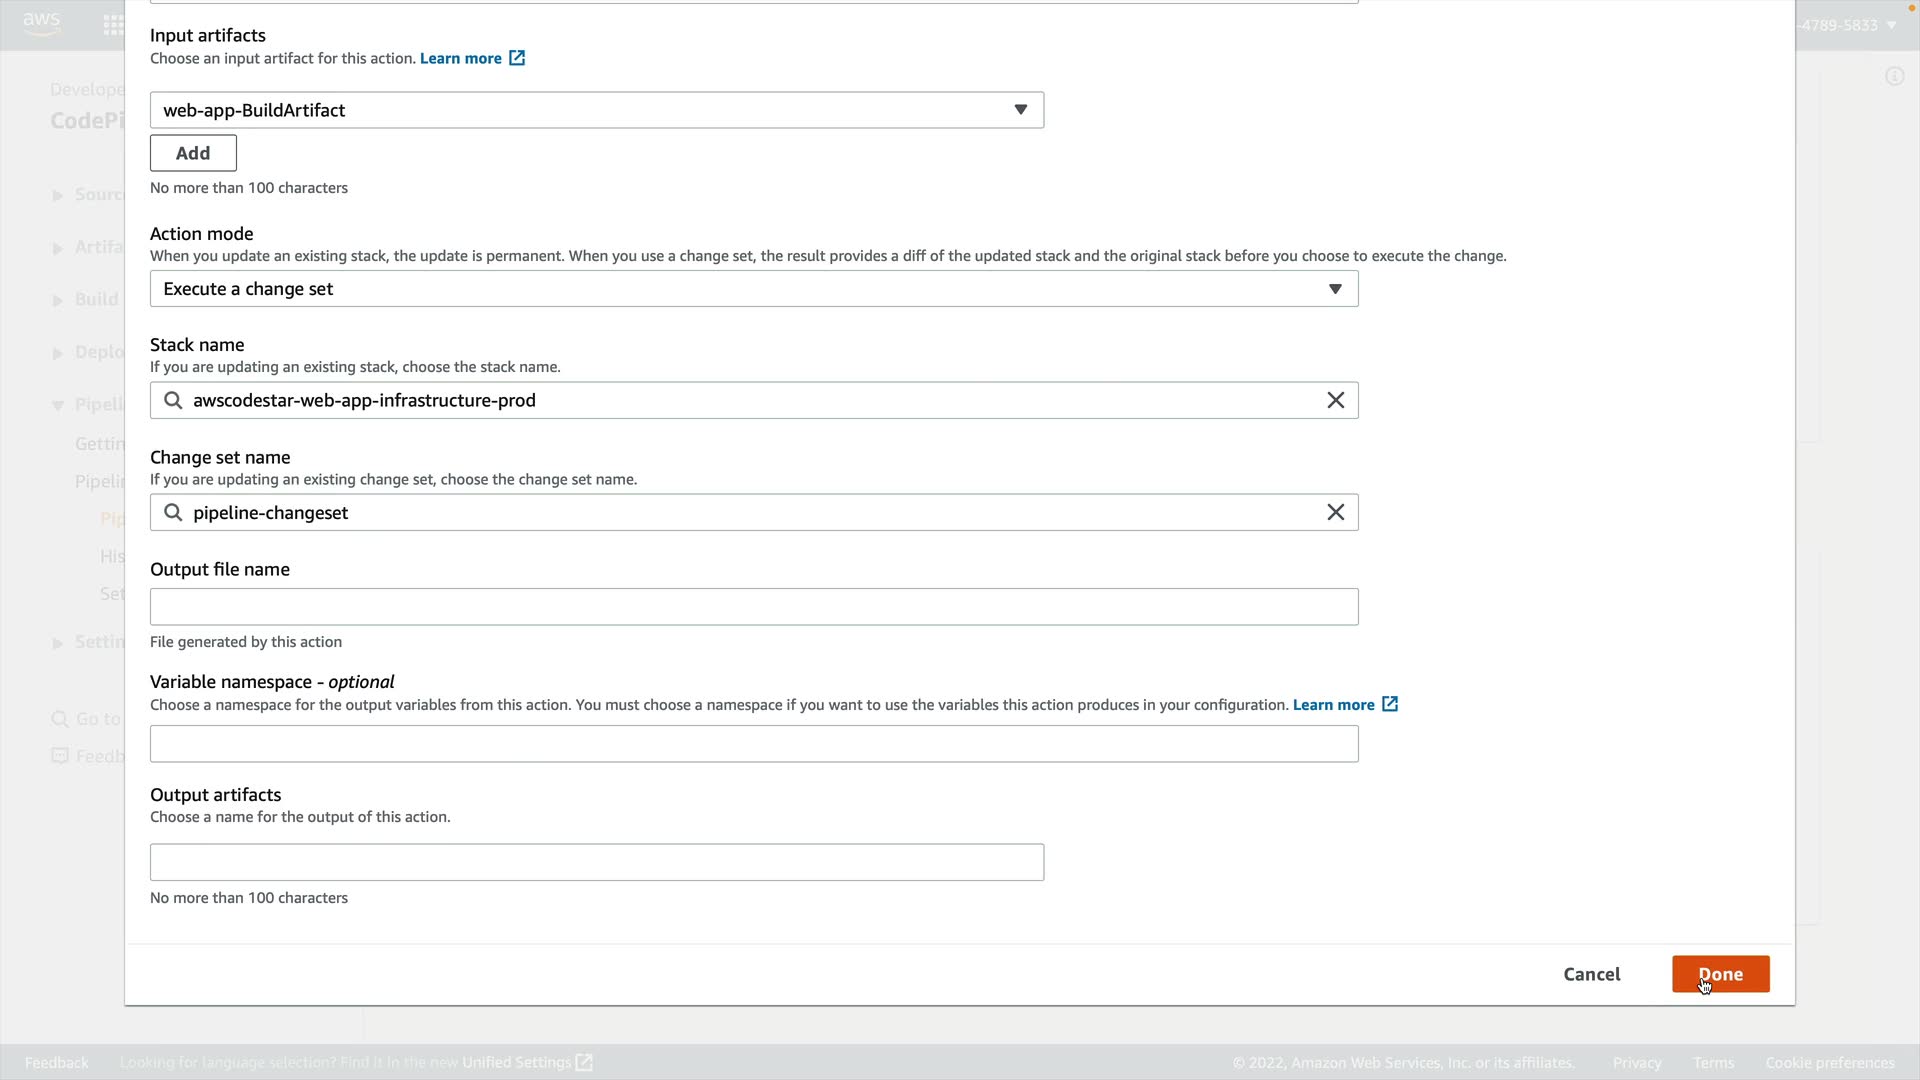 aws
-4789-5833
Input artifacts
Choose an input artifact for this action. Learn more
Develope
CodePi
web-app-BuildArtifact
Add
No more than 100 characters
Sourc
Action mode
Artifa
When you update an existing stack, the update is permanent. When you use a change set, the result provides a diff of the updated stack and the original stack before you choose to execute the change.
Execute a change set
Build
Stack name
Deplo
If you are updating an existing stack, choose the stack name.
awscodestar-web-app-infrastructure-prod
Pipeli
Gettin
Change set name
If you are updating an existing change set, choose the change set name.
Pipelin
pipeline-changeset
Pip
His
Output file name
Set
File generated by this action
Settin
Variable namespace - optional
Choose a namespace for the output variables from this action. You must choose a namespace if you want to use the variables this action produces in your configuration. Learn more
Go to
Feedb
Output artifacts
Choose a name for the output of this action.
No more than 100 characters
Cancel
Done
Feedback
Looking for language selection? Find it in the new Unified Settings
© 2022, Amazon Web Services, Inc. or its affiliates.
Privacy
Terms
Cookie preferences